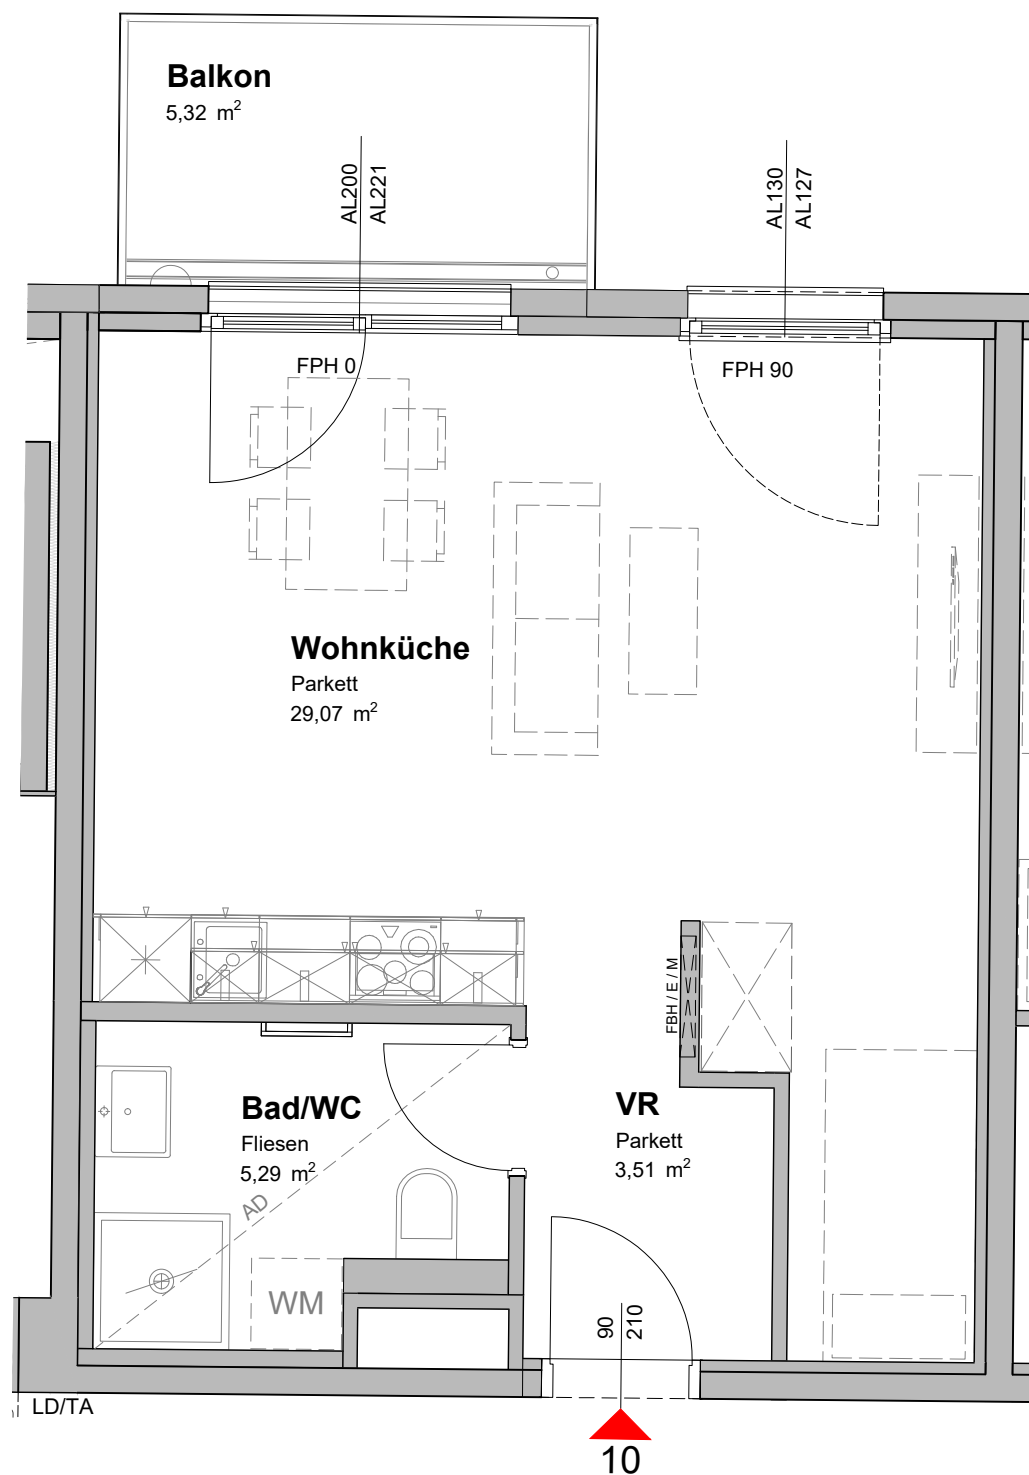 Balkon
5,32 m²
AL200
AL221
AL130
AL127
FPH 0
FPH 90
Wohnküche
Parkett
29,07 m²
FBH / E / M
Bad/WC
Fliesen
5,29 m²
AD
VR
Parkett
3,51 m²
WM
90
210
LD/TA
10